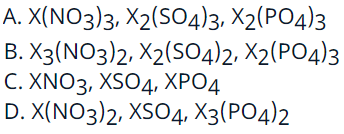 A. X(NO3)3, X2(SO4)3, X2(PO4)3
B. X3(NO3)2, X2(SO4)2, X2(PO4)3
C. XNO3, XSO4, XPO4
D. X(NO3)2, XSO4, X3(PO4)2